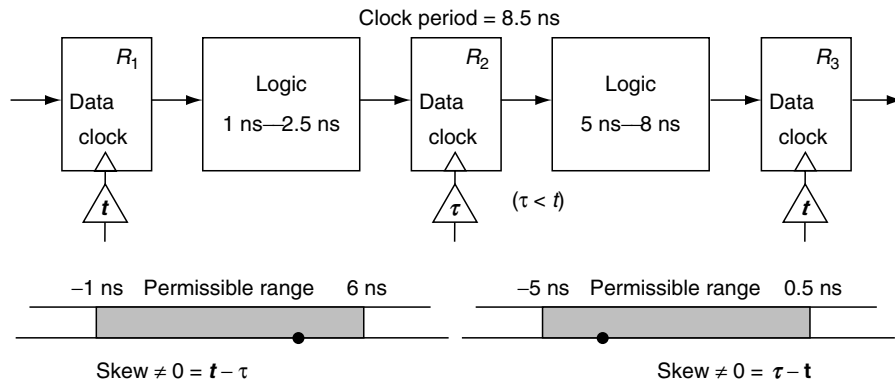 Clock period = 8.5 ns
R1
Data
clock
t
Logic
1 ns—2.5 ns
R2
Data
clock
τ
(τ < t)
Logic
5 ns—8 ns
R3
Data
clock
t
−1 ns Permissible range 6 ns
Skew ≠ 0 = t − τ
−5 ns Permissible range 0.5 ns
Skew ≠ 0 = τ − t